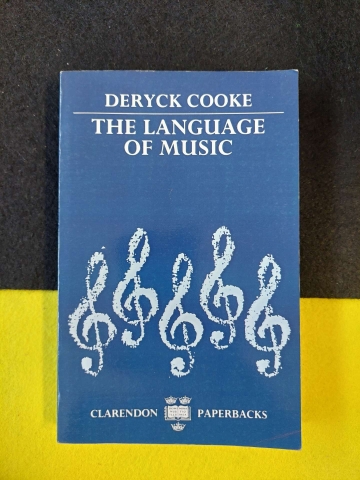 DERYCK COOKE
THE LANGUAGE
OF MUSIC
CLARENDON PAPERBACKS